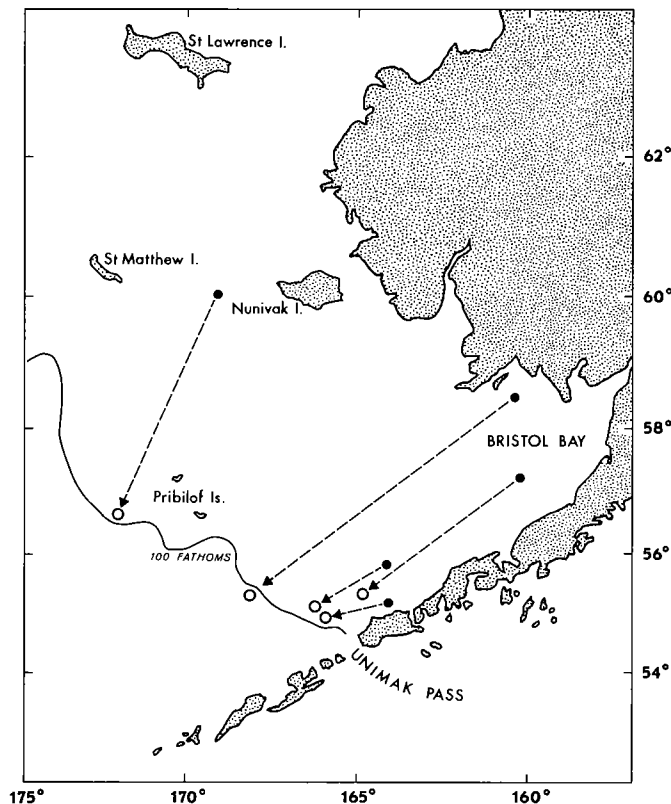 St Lawrence I.
62°
St Matthew I.
60°
Nunivak I.
58°
BRISTOL BAY
Pribilof Is.
56°
100 FATHOMS
54°
UNIMAK PASS
175° 170° 165° 160°